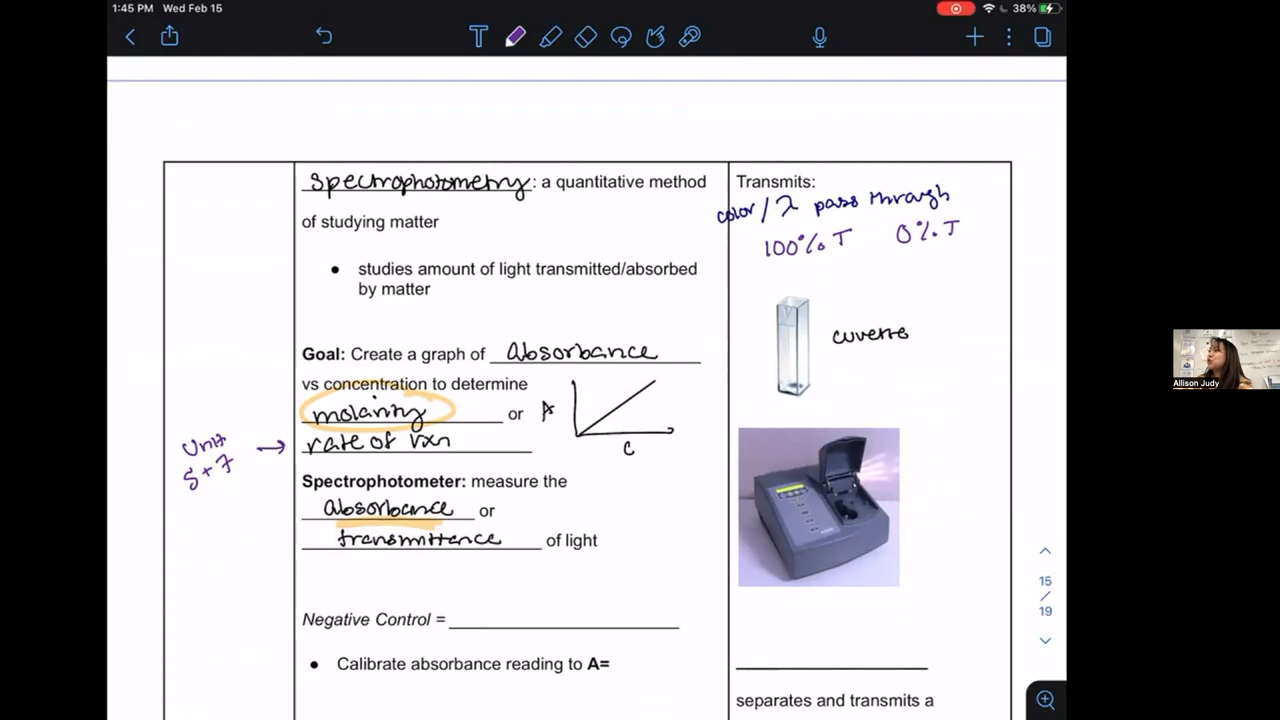 1:45 PM Wed Feb 15
38%
T
Spectrophotometry: a quantitative method
of studying matter
• studies amount of light transmitted/absorbed
by matter
Goal: Create a graph of absorbance
vs concentration to determine
molarity or
rate of rxn
A
C
Unit
5+7 →
Spectrophotometer: measure the
absorbance or
transmittence of light
Negative Control =
• Calibrate absorbance reading to A=
Transmits:
color/λ pass through
100% T 0% T
cuvette
separates and transmits a
15
/
19
Allison Judy